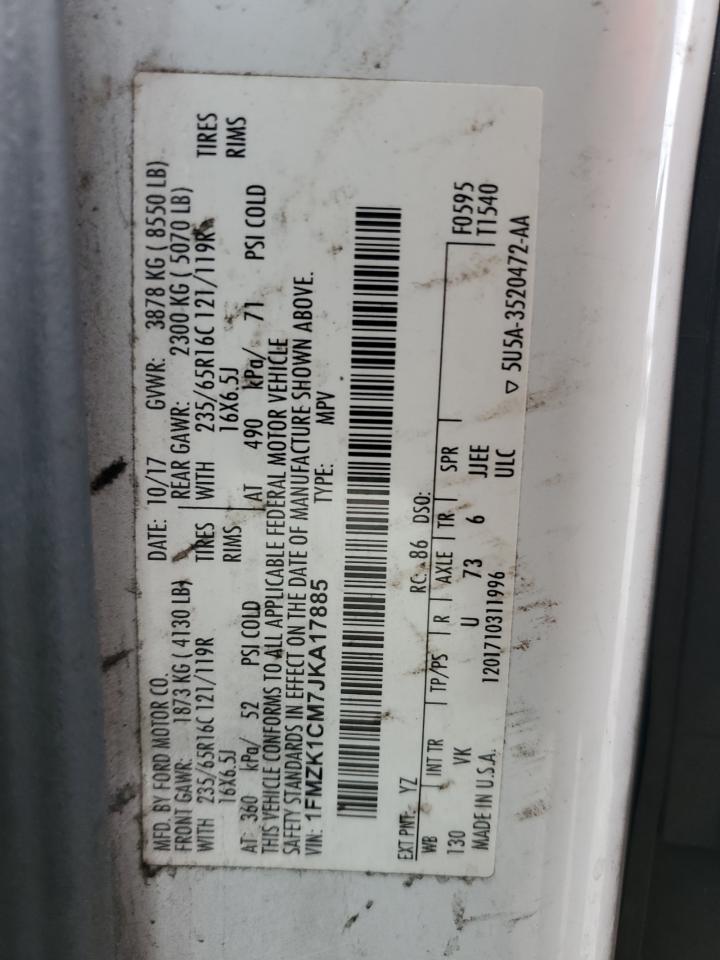 MFD. BY FORD MOTOR CO. DATE: 10/17 GVWR: 3878 KG ( 8550 LB)
FRONT GAWR: 1873 KG ( 4130 LB) REAR GAWR: 2300 KG ( 5070 LB)
WITH 235/65R16C 121/119R TIRES WITH 235/65R16C 121/119R TIRES
16X6.5J RIMS 16X6.5J RIMS
AT: 360 kPa/ 52 PSI COLD AT 490 kPa/ 71 PSI COLD
THIS VEHICLE CONFORMS TO ALL APPLICABLE FEDERAL MOTOR VEHICLE
SAFETY STANDARDS IN EFFECT ON THE DATE OF MANUFACTURE SHOWN ABOVE.
VIN: 1FMZK1CM7JKA17885 TYPE: MPV
EXT PNT: YZ RC: 86 DSO:
WB INT TR TP/PS R AXLE TR SPR F0595
130 VK U 73 6 JJEE T1540
MADE IN U.S.A. 1201710311996 ULC ▽ 5U5A-3520472-AA